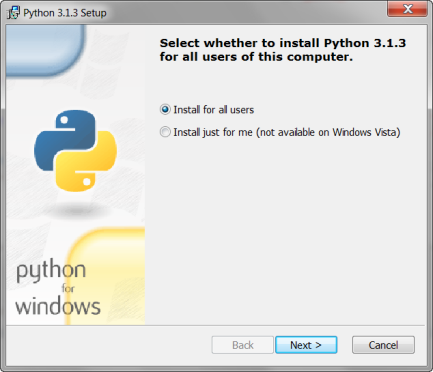 Python 3.1.3 Setup
Select whether to install Python 3.1.3
for all users of this computer.
Install for all users
Install just for me (not available on Windows Vista)
python
for
windows
Back
Next >
Cancel